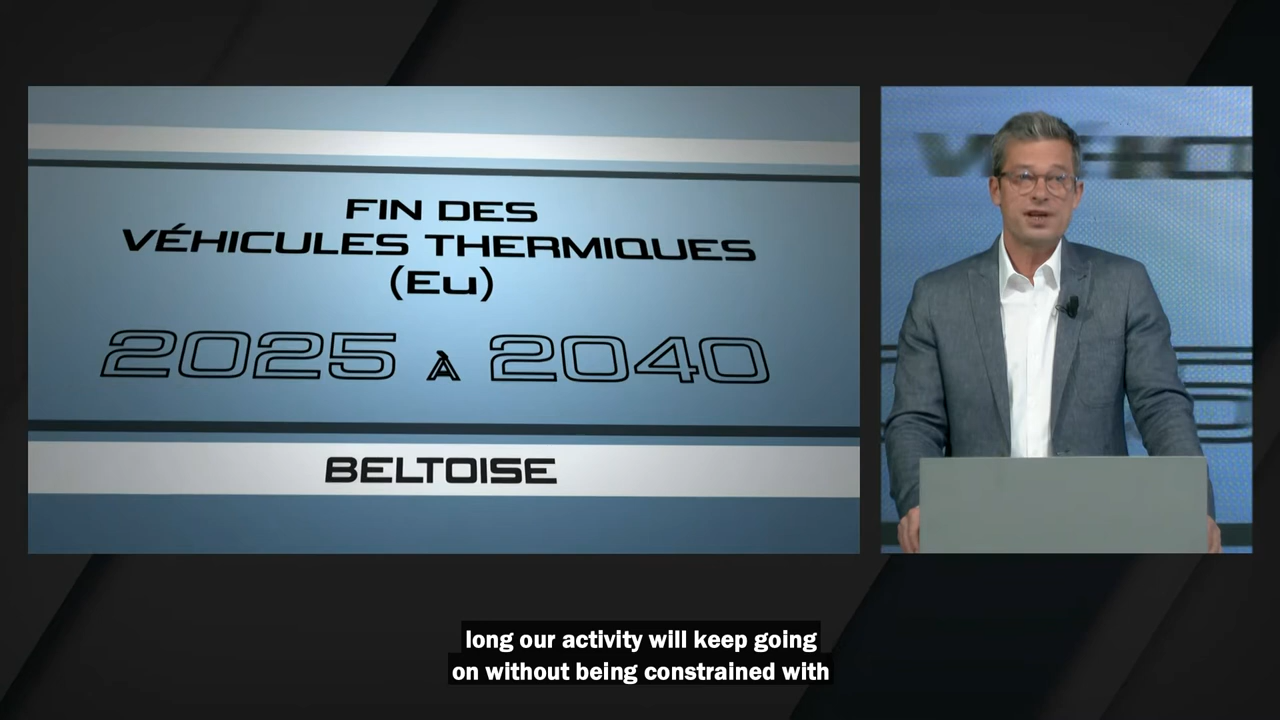 FIN DES
VÉHICULES THERMIQUES
(Eu)
2025 À 2040
BELTOISE
long our activity will keep going
on without being constrained with